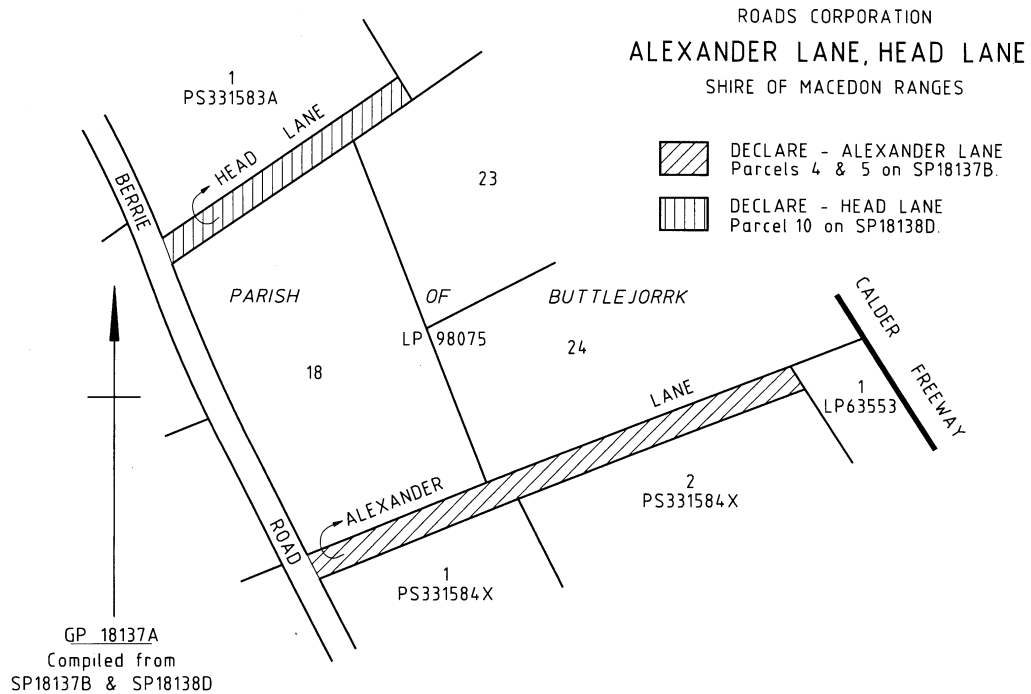 ROADS CORPORATION
ALEXANDER LANE, HEAD LANE
SHIRE OF MACEDON RANGES
DECLARE - ALEXANDER LANE
Parcels 4 & 5 on SP18137B.
DECLARE - HEAD LANE
Parcel 10 on SP18138D.
1
PS331583A
HEAD LANE
BERRIE ROAD
23
PARISH OF BUTTLEJORRK
LP 98075
18
24
CALDER FREEWAY
1
LP63553
ALEXANDER LANE
2
PS331584X
1
PS331584X
GP 18137A
Compiled from
SP18137B & SP18138D